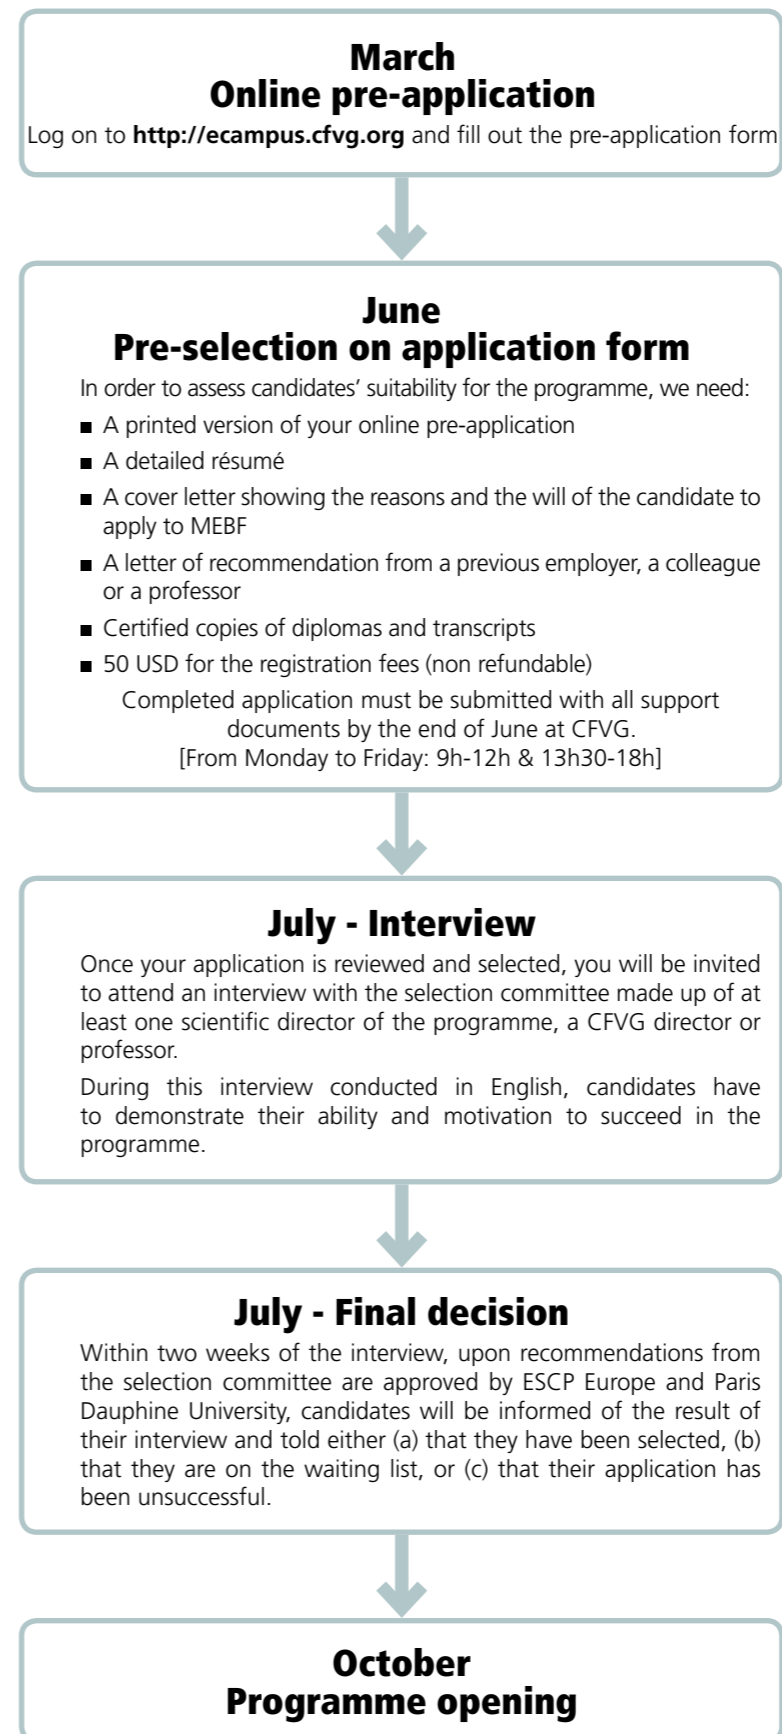 March
Online pre-application
Log on to http://ecampus.cfvg.org and fill out the pre-application form
June
Pre-selection on application form
In order to assess candidates’ suitability for the programme, we need:
■ A printed version of your online pre-application
■ A detailed résumé
■ A cover letter showing the reasons and the will of the candidate to
apply to MEBF
■ A letter of recommendation from a previous employer, a colleague
or a professor
■ Certified copies of diplomas and transcripts
■ 50 USD for the registration fees (non refundable)
Completed application must be submitted with all support
documents by the end of June at CFVG.
[From Monday to Friday: 9h-12h & 13h30-18h]
July - Interview
Once your application is reviewed and selected, you will be invited
to attend an interview with the selection committee made up of at
least one scientific director of the programme, a CFVG director or
professor.
During this interview conducted in English, candidates have
to demonstrate their ability and motivation to succeed in the
programme.
July - Final decision
Within two weeks of the interview, upon recommendations from
the selection committee are approved by ESCP Europe and Paris
Dauphine University, candidates will be informed of the result of
their interview and told either (a) that they have been selected, (b)
that they are on the waiting list, or (c) that their application has
been unsuccessful.
October
Programme opening